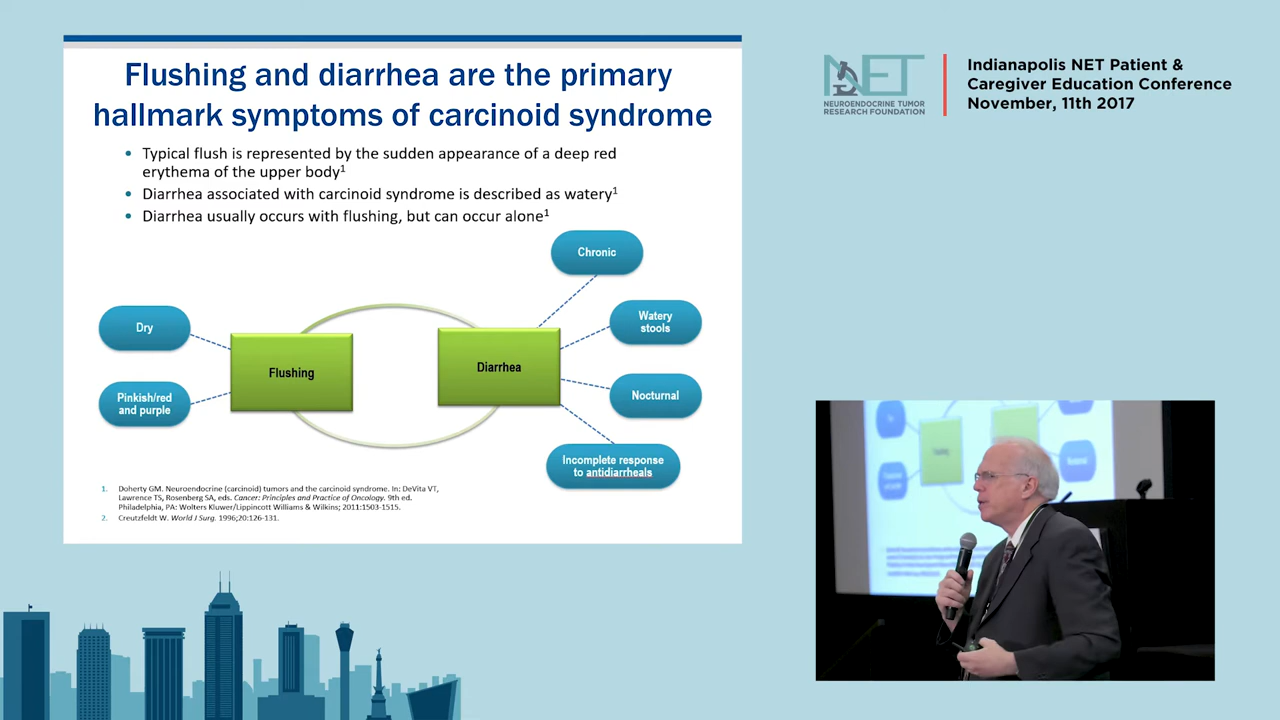 Flushing and diarrhea are the primary
hallmark symptoms of carcinoid syndrome
• Typical flush is represented by the sudden appearance of a deep red
erythema of the upper body1
• Diarrhea associated with carcinoid syndrome is described as watery1
• Diarrhea usually occurs with flushing, but can occur alone1
Chronic
Dry
Watery
stools
Flushing
Diarrhea
Pinkish/red
and purple
Nocturnal
Incomplete response
to antidiarrheals
1. Doherty GM. Neuroendocrine (carcinoid) tumors and the carcinoid syndrome. In: DeVita VT,
Lawrence TS, Rosenberg SA, eds. Cancer: Principles and Practice of Oncology. 9th ed.
Philadelphia, PA: Wolters Kluwer/Lippincott Williams & Wilkins; 2011:1503-1515.
2. Creutzfeldt W. World J Surg. 1996;20:126-131.
NET
NEUROENDOCRINE TUMOR
RESEARCH FOUNDATION
Indianapolis NET Patient &
Caregiver Education Conference
November, 11th 2017